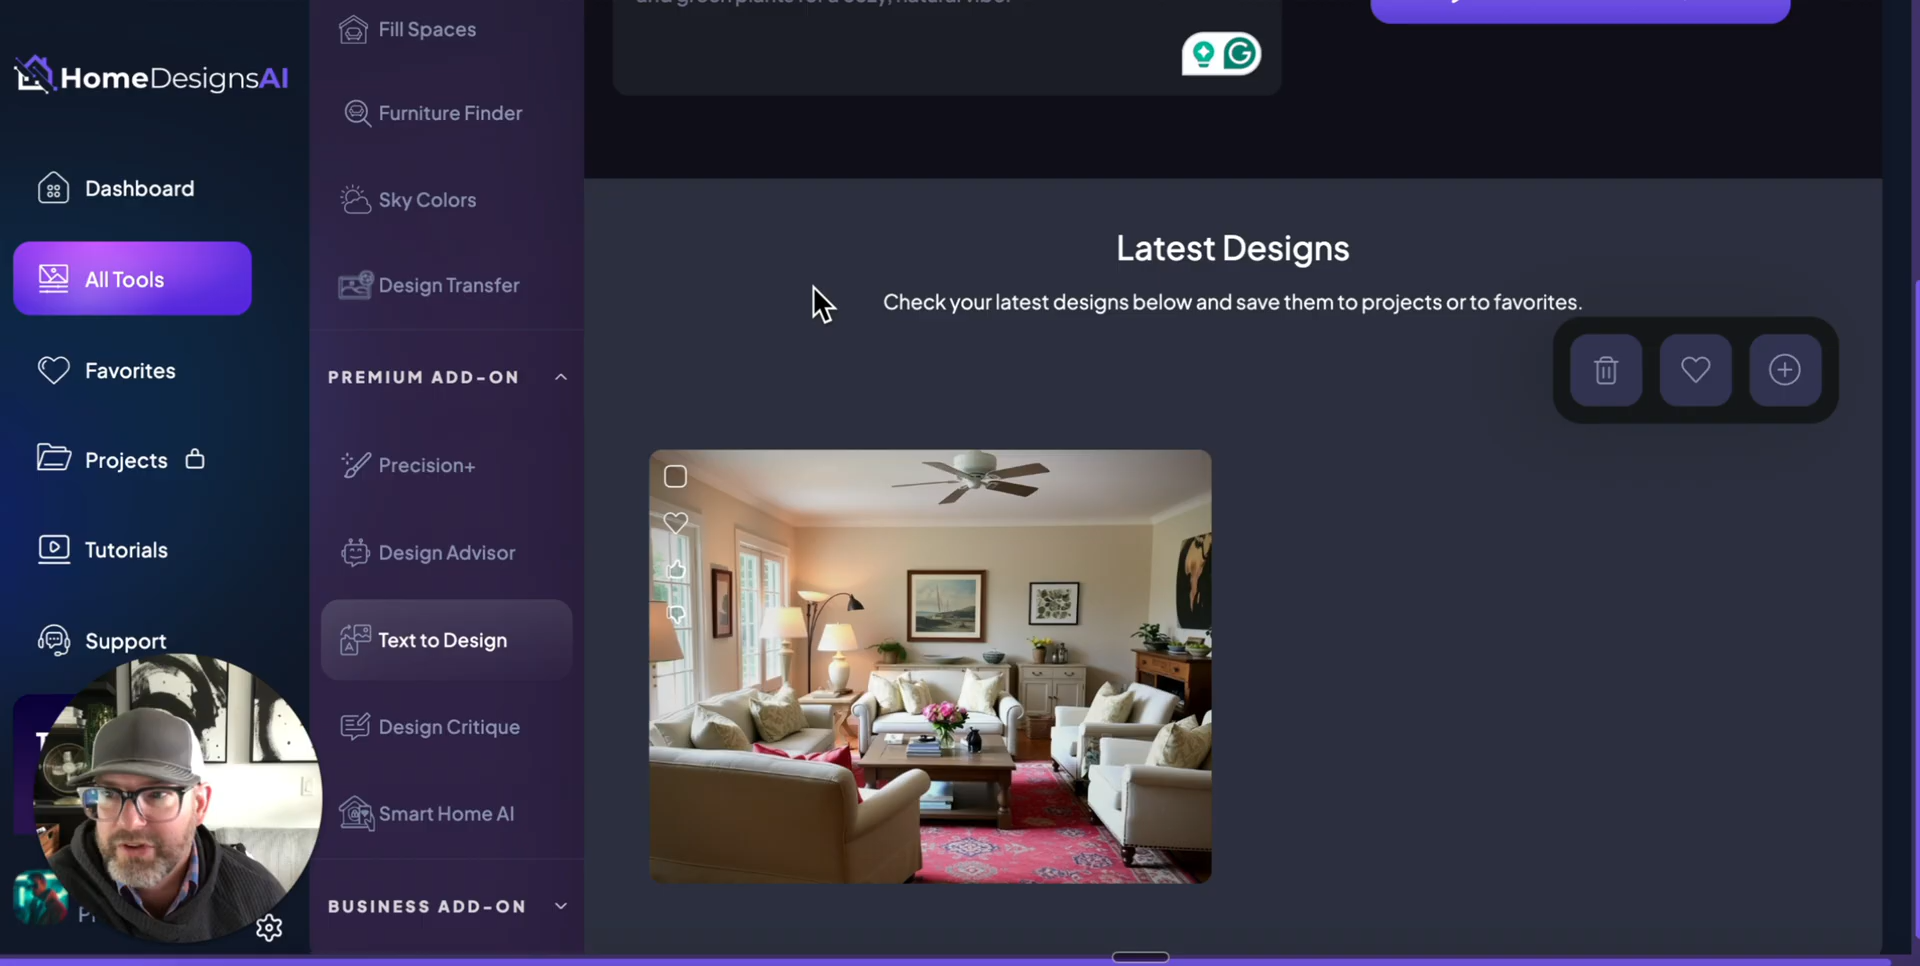 HomeDesignsAI
Dashboard
All Tools
Favorites
Projects
Tutorials
Support
Fill Spaces
Furniture Finder
Sky Colors
Design Transfer
PREMIUM ADD-ON
Precision+
Design Advisor
Text to Design
Design Critique
Smart Home AI
BUSINESS ADD-ON
Latest Designs
Check your latest designs below and save them to projects or to favorites.